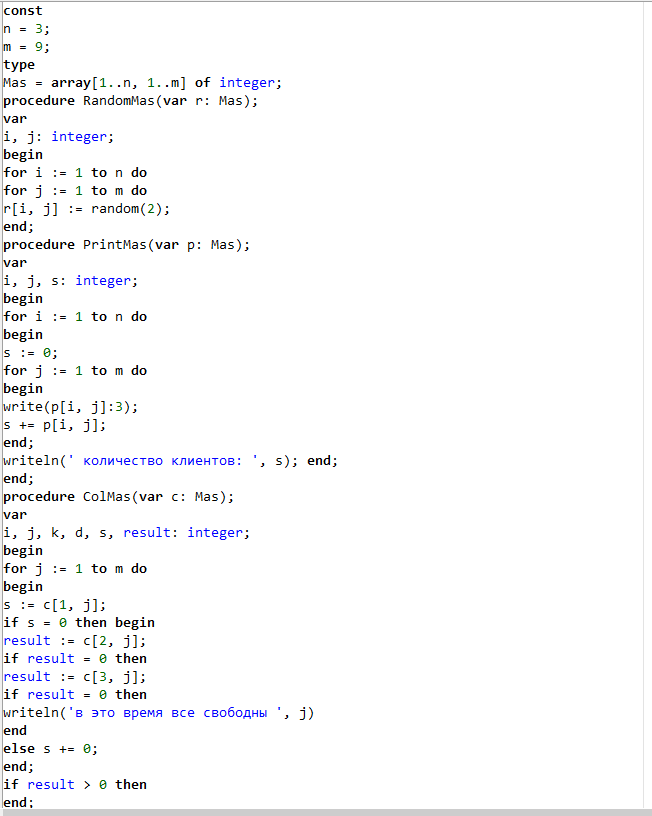 const
n = 3;
m = 9;
type
Mas = array[1..n, 1..m] of integer;
procedure RandomMas(var r: Mas);
var
i, j: integer;
begin
for i := 1 to n do
for j := 1 to m do
r[i, j] := random(2);
end;
procedure PrintMas(var p: Mas);
var
i, j, s: integer;
begin
for i := 1 to n do
begin
s := 0;
for j := 1 to m do
begin
write(p[i, j]:3);
s += p[i, j];
end;
writeln(' количество клиентов: ', s); end;
end;
procedure ColMas(var c: Mas);
var
i, j, k, d, s, result: integer;
begin
for j := 1 to m do
begin
s := c[1, j];
if s = 0 then begin
result := c[2, j];
if result = 0 then
result := c[3, j];
if result = 0 then
writeln('в это время все свободны ', j)
end
else s += 0;
end;
if result > 0 then
end;